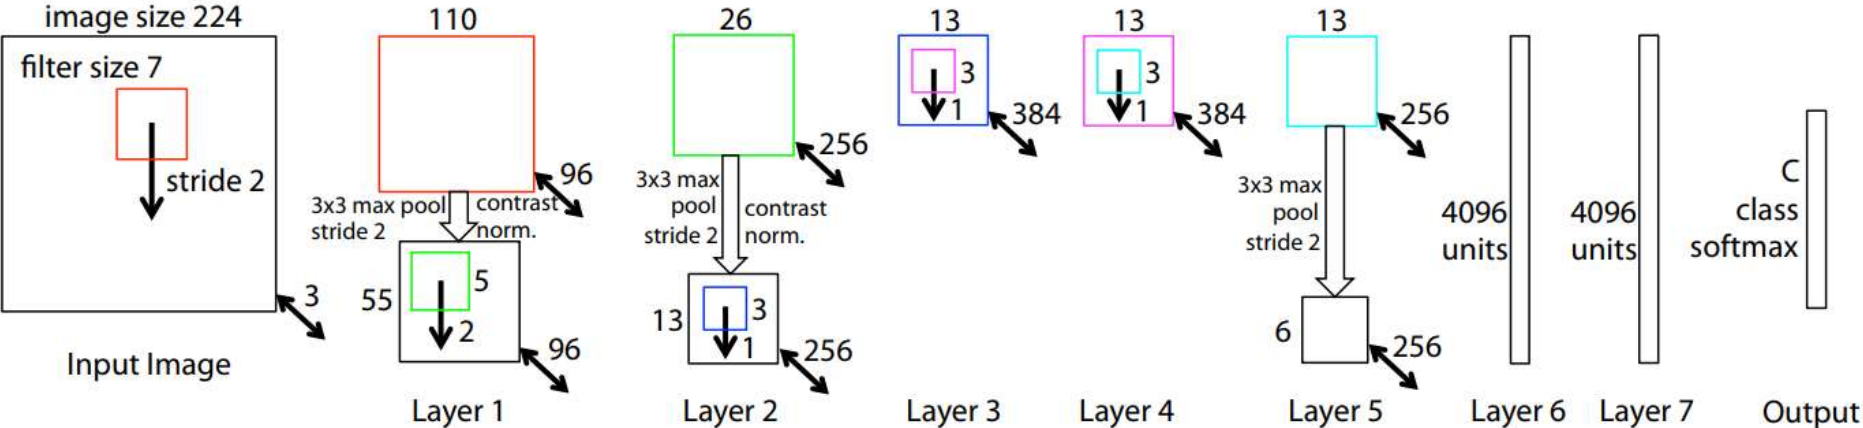 image size 224
filter size 7
stride 2
3
Input Image
110
96
3x3 max pool
stride 2
contrast
norm.
55
5
2
96
Layer 1
26
256
3x3 max
pool
stride 2
contrast
norm.
13
3
1
256
Layer 2
13
3
1
384
Layer 3
13
3
1
384
Layer 4
13
256
3x3 max
pool
stride 2
6
256
Layer 5
4096
units
Layer 6
4096
units
Layer 7
C
class
softmax
Output